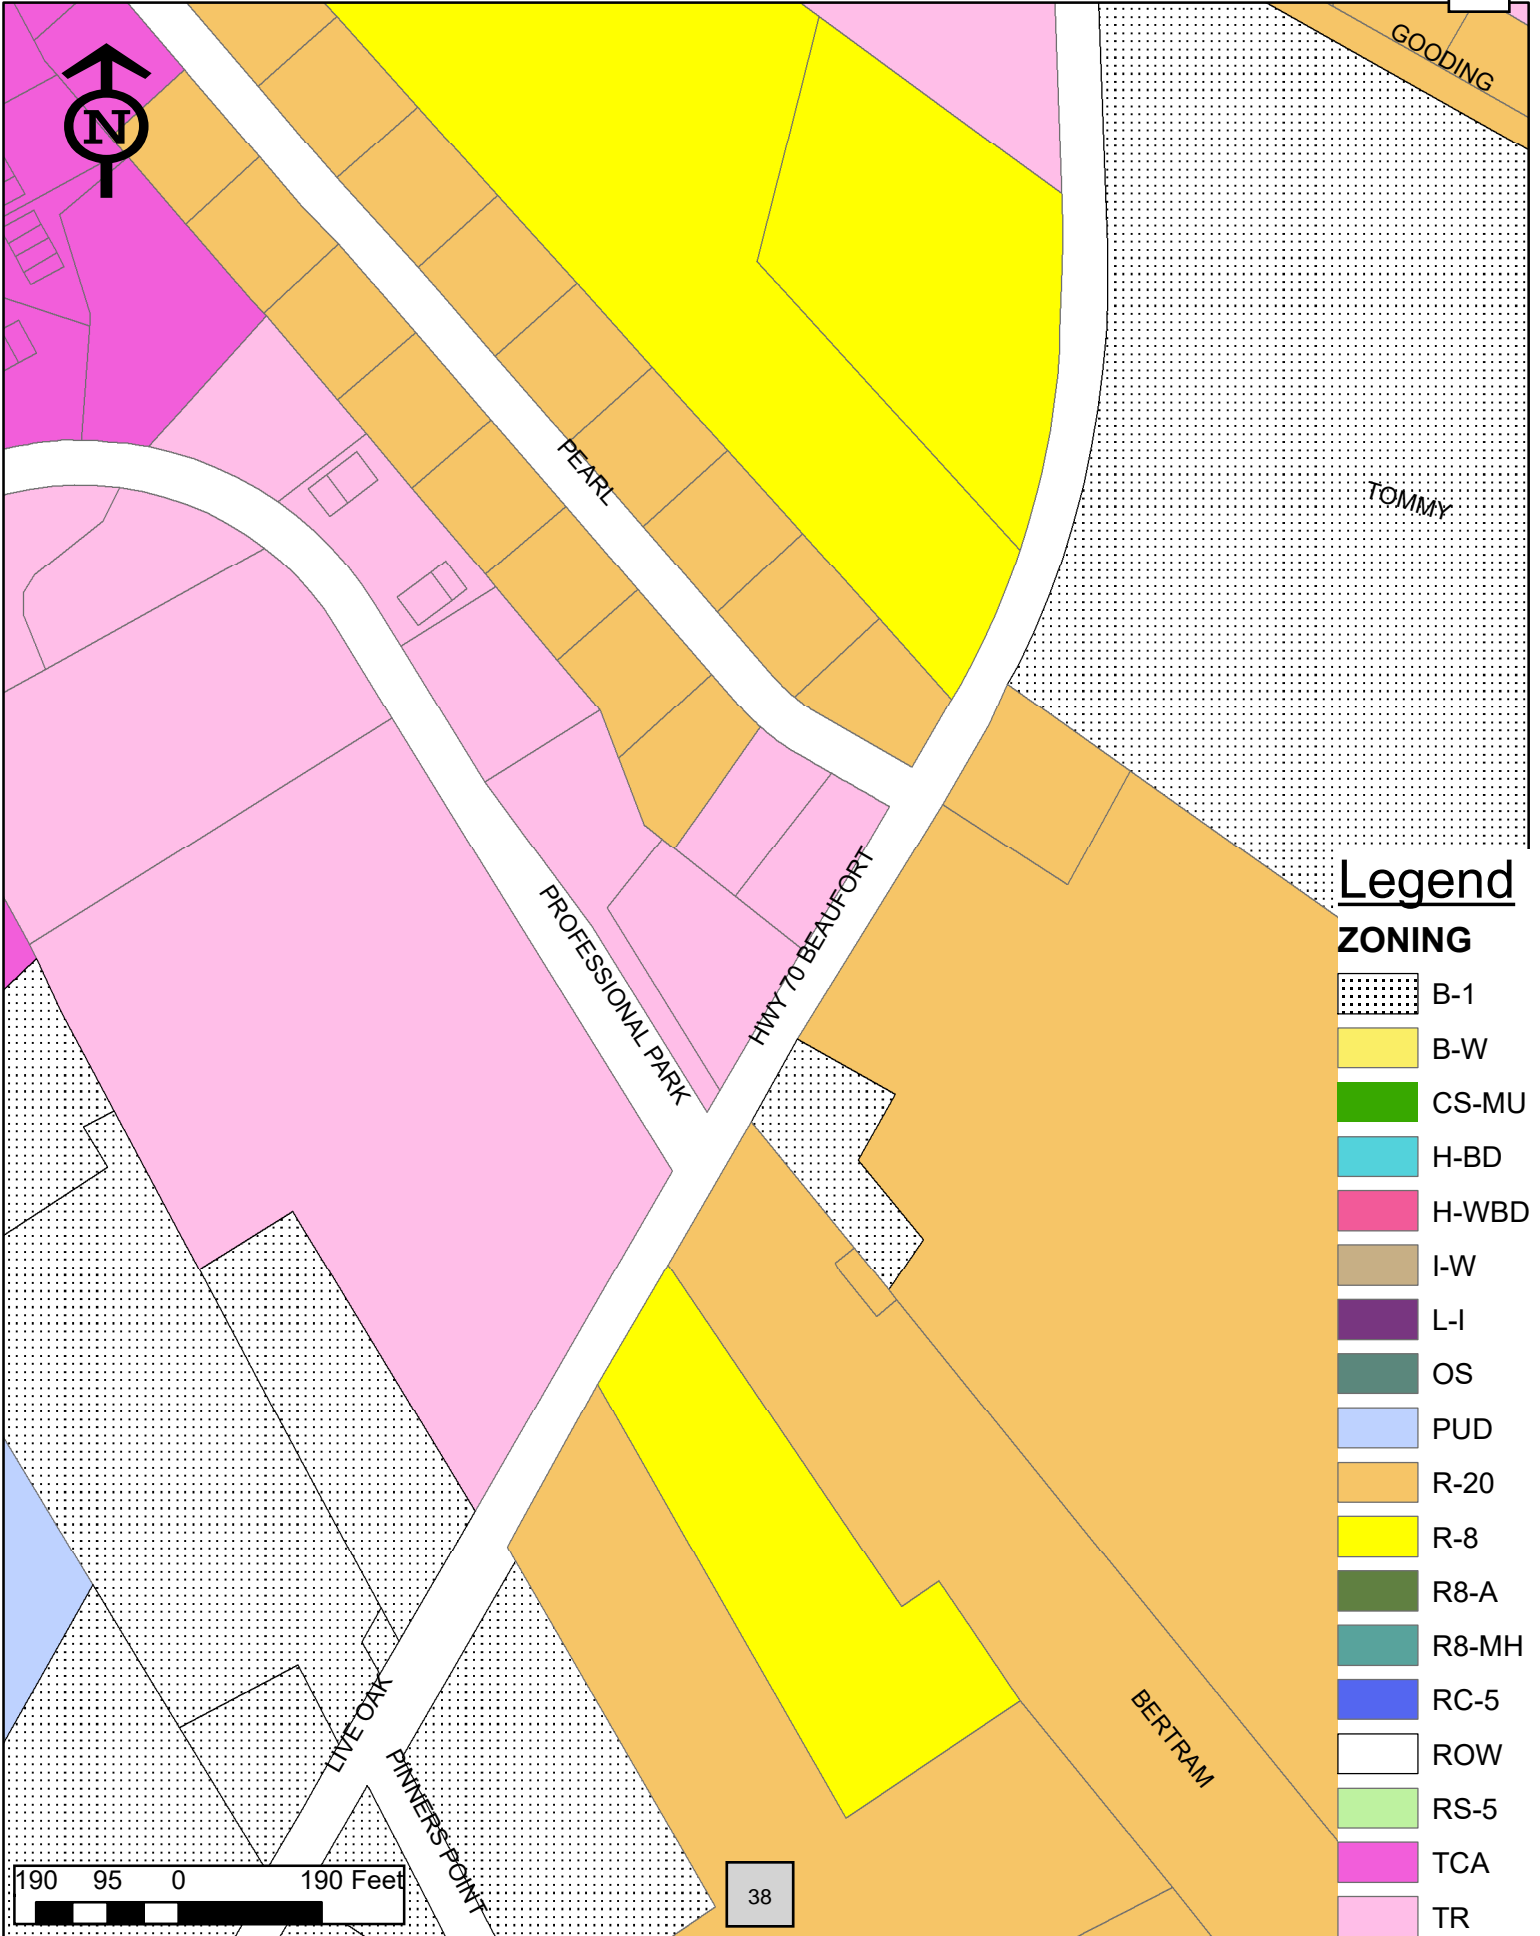 GOODING
N
PEARL
TOMMY
PROFESSIONAL PARK
HWY 70 BEAUFORT
LIVE OAK
PINNERS POINT
BERTRAM
Legend
ZONING
B-1
B-W
CS-MU
H-BD
H-WBD
I-W
L-I
OS
PUD
R-20
R-8
R8-A
R8-MH
RC-5
ROW
RS-5
TCA
TR
190 95 0 190 Feet
38